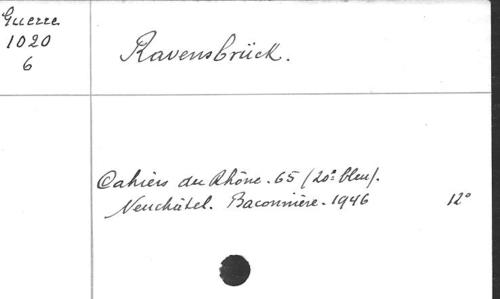 Guerre
1020
6
Ravensbrück.
Cahiers du Rhône. 65 (20e bleu).
Neuchâtel. Baconnière. 1946 12°